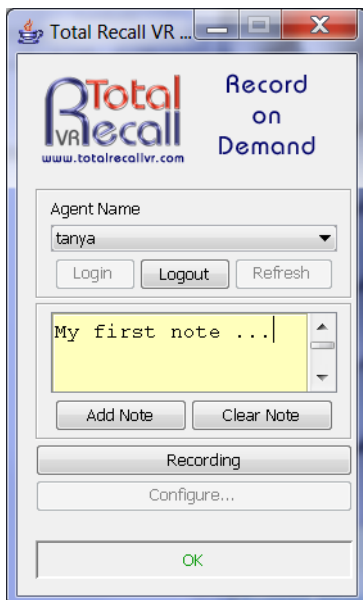 Total Recall VR ...
Total Recall VR
Record
on
Demand
www.totalrecallvr.com
Agent Name
tanya
Login Logout Refresh
My first note ...
Add Note Clear Note
Recording
Configure...
OK